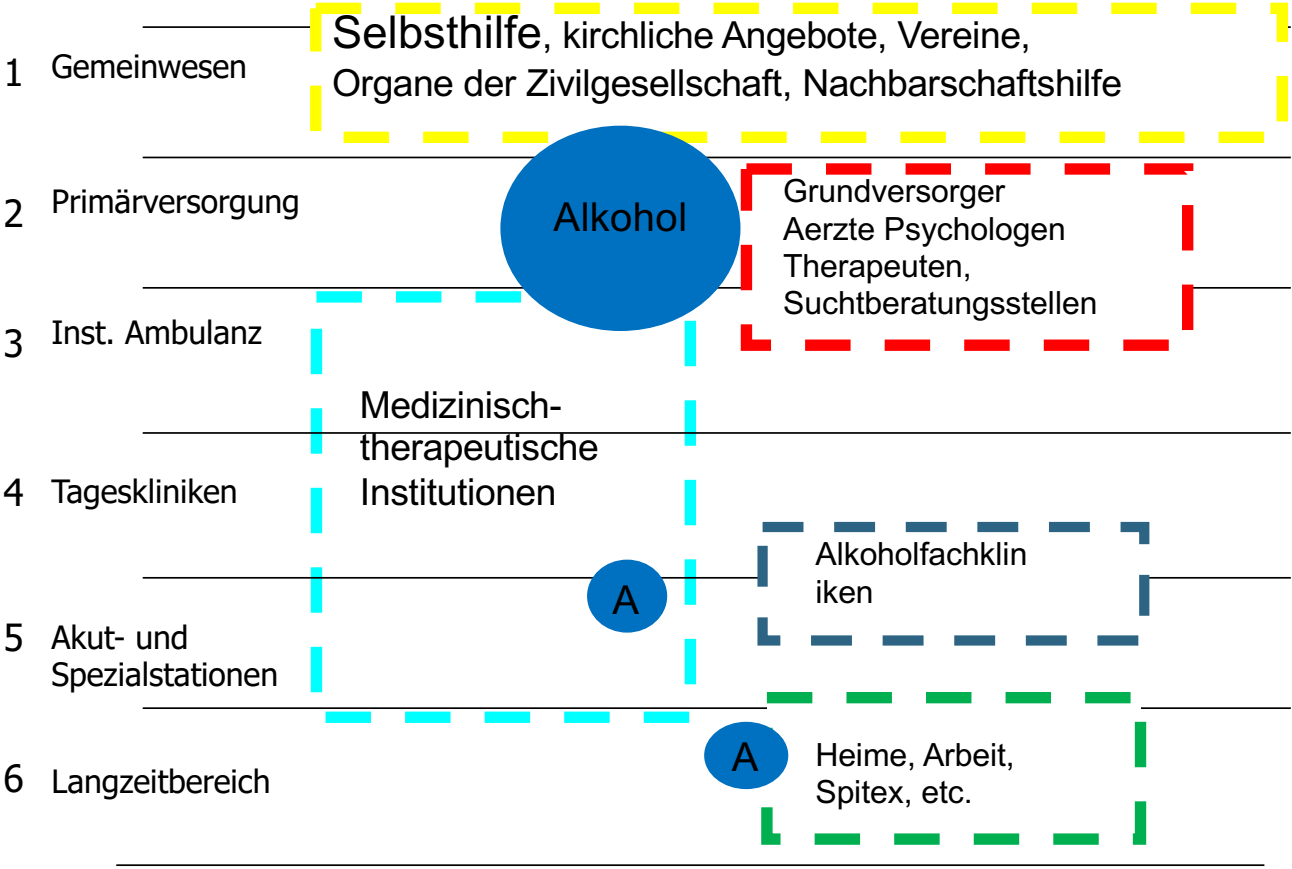 Selbsthilfe, kirchliche Angebote, Vereine,
Organe der Zivilgesellschaft, Nachbarschaftshilfe
1 Gemeinwesen
2 Primärversorgung
Alkohol
Grundversorger
Aerzte Psychologen
Therapeuten,
Suchtberatungsstellen
3 Inst. Ambulanz
Medizinisch-
therapeutische
Institutionen
4 Tageskliniken
Alkoholfachklin
iken
A
5 Akut- und
Spezialstationen
A
Heime, Arbeit,
Spitex, etc.
6 Langzeitbereich